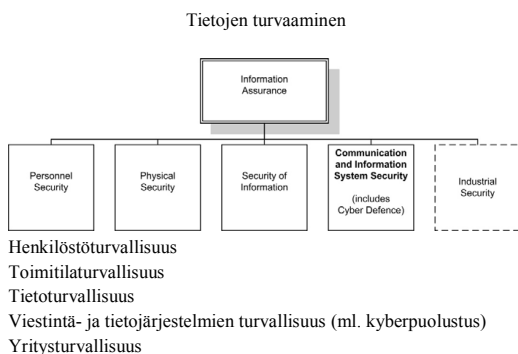 Tietojen turvaaminen
Information
Assurance
Personnel
Security
Physical
Security
Security of
Information
Communication
and Information
System Security
(includes
Cyber Defence)
Industrial
Security
Henkilöstöturvallisuus
Toimitilaturvallisuus
Tietoturvallisuus
Viestintä- ja tietojärjestelmien turvallisuus (ml. kyberpuolustus)
Yritysturvallisuus